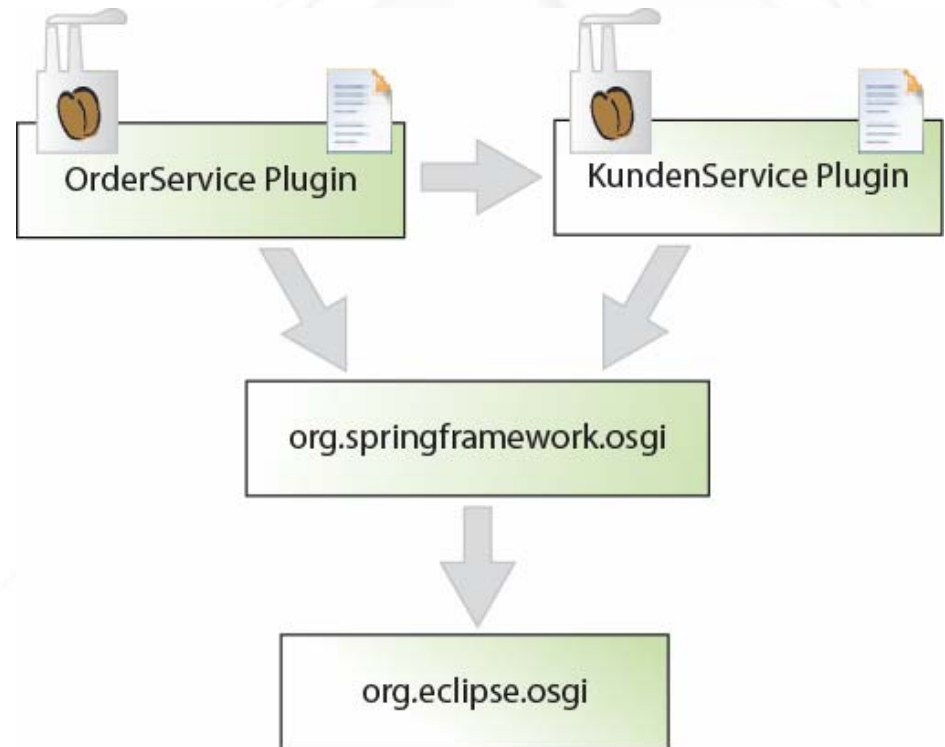 OrderService Plugin
KundenService Plugin
org.springframework.osgi
org.eclipse.osgi